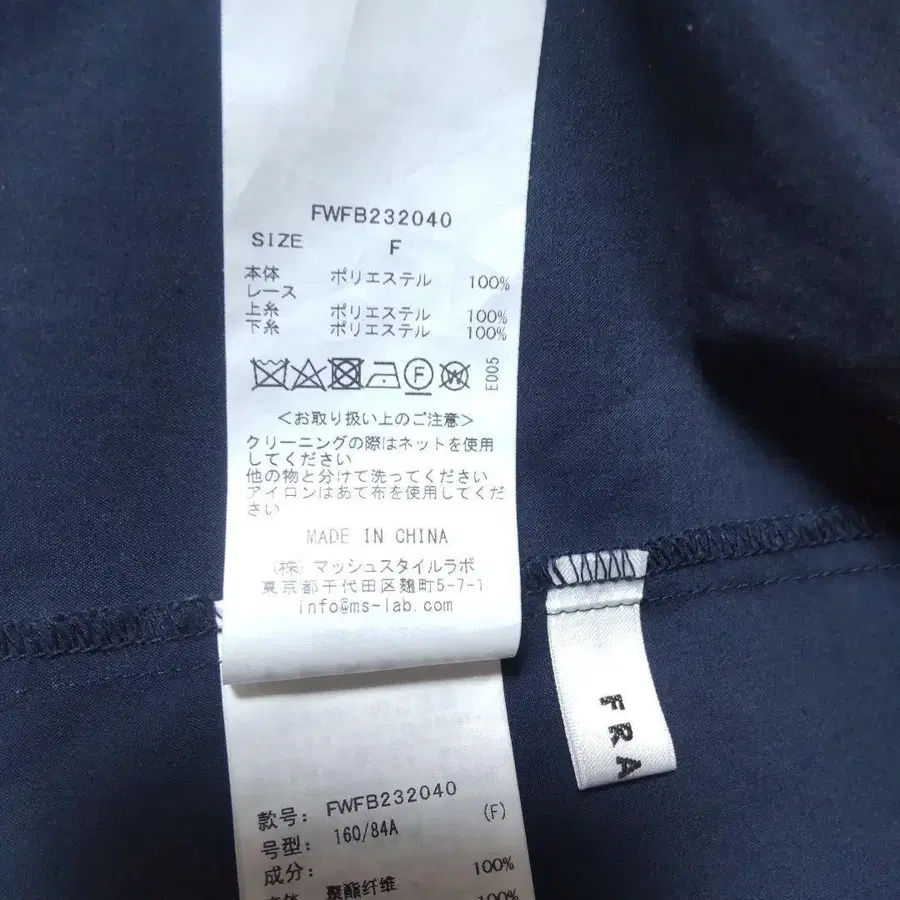 FWFB232040
SIZE F
本体 ポリエステル 100%
レース
上糸 ポリエステル 100%
下糸 ポリエステル 100%
F W E005
<お取り扱い上のご注意>
クリーニングの際はネットを使用
してください
他の物と分けて洗ってください
アイロンはあて布を使用してくだ
さい
MADE IN CHINA
(株)マッシュスタイルラボ
東京都千代田区麹町5-7-1
info@ms-lab.com
FRA
款号: FWFB232040
号型: 160/84A (F)
成分:
本体 聚酯纤维 100%
100%